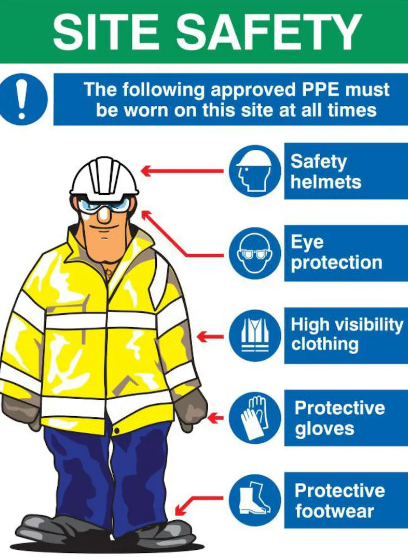 SITE SAFETY
The following approved PPE must
be worn on this site at all times
Safety
helmets
Eye
protection
High visibility
clothing
Protective
gloves
Protective
footwear